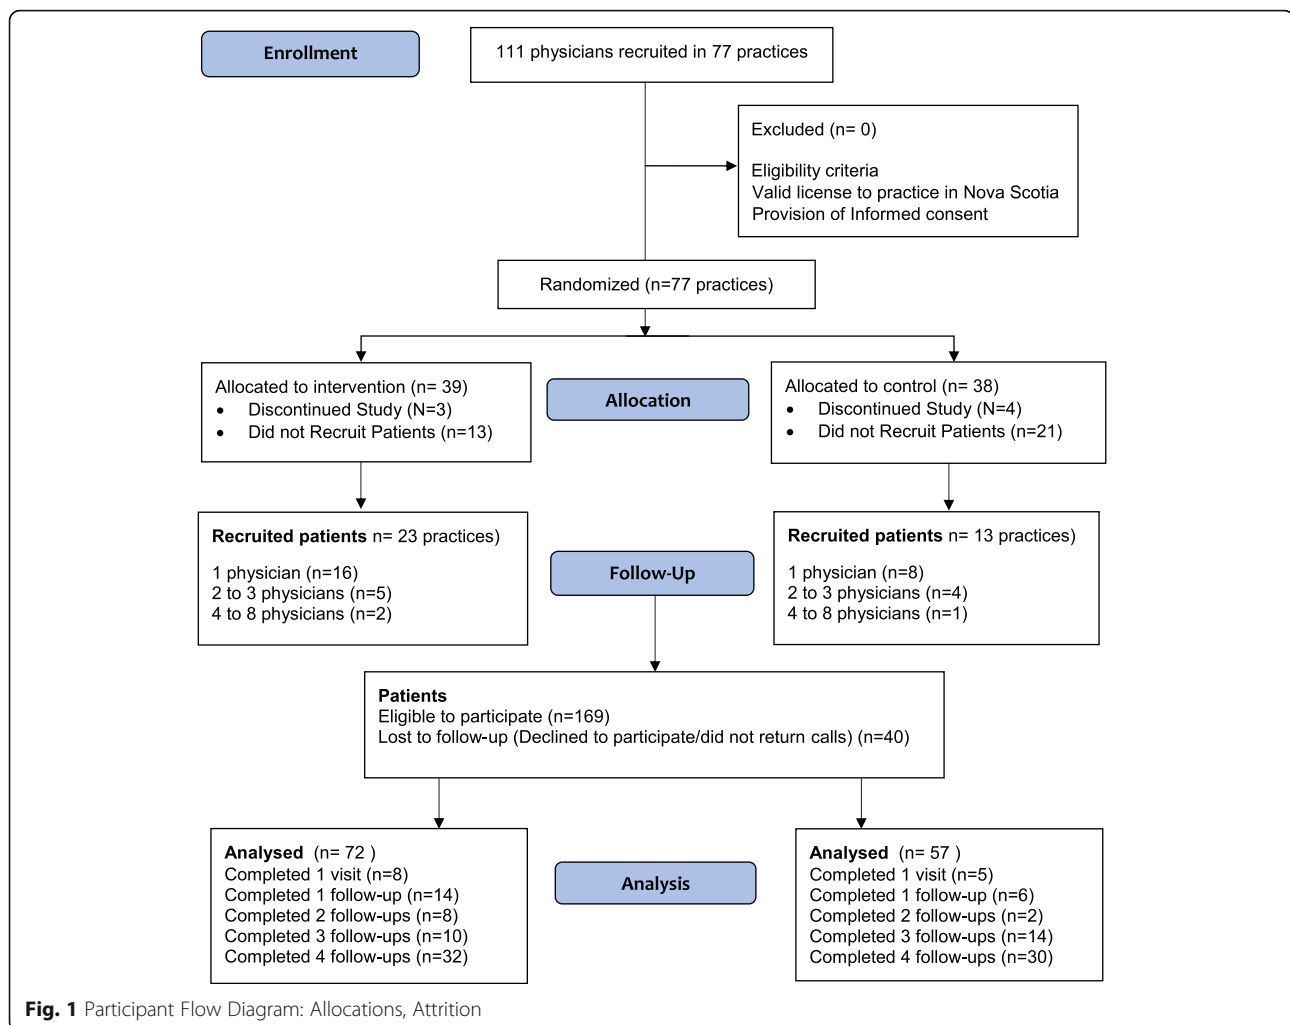 Enrollment
111 physicians recruited in 77 practices
Excluded (n= 0)
Eligibility criteria
Valid license to practice in Nova Scotia
Provision of Informed consent
Randomized (n=77 practices)
Allocated to intervention (n= 39)
• Discontinued Study (N=3)
• Did not Recruit Patients (n=13)
Allocation
Allocated to control (n= 38)
• Discontinued Study (N=4)
• Did not Recruit Patients (n=21)
Recruited patients n= 23 practices)
1 physician (n=16)
2 to 3 physicians (n=5)
4 to 8 physicians (n=2)
Follow-Up
Recruited patients n= 13 practices)
1 physician (n=8)
2 to 3 physicians (n=4)
4 to 8 physicians (n=1)
Patients
Eligible to participate (n=169)
Lost to follow-up (Declined to participate/did not return calls) (n=40)
Analysed (n= 72 )
Completed 1 visit (n=8)
Completed 1 follow-up (n=14)
Completed 2 follow-ups (n=8)
Completed 3 follow-ups (n=10)
Completed 4 follow-ups (n=32)
Analysis
Analysed (n= 57 )
Completed 1 visit (n=5)
Completed 1 follow-up (n=6)
Completed 2 follow-ups (n=2)
Completed 3 follow-ups (n=14)
Completed 4 follow-ups (n=30)
Fig. 1 Participant Flow Diagram: Allocations, Attrition